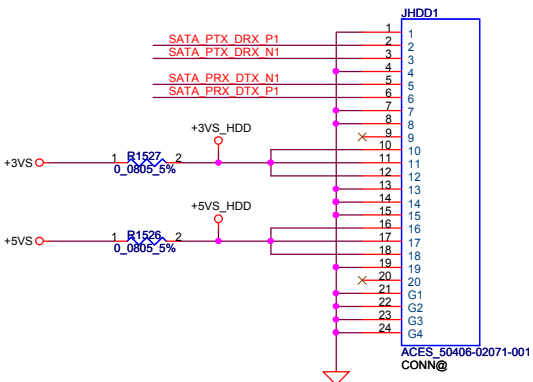 JHDD1
1 1
SATA_PTX_DRX_P1 2 2
SATA_PTX_DRX_N1 3 3
4 4
SATA_PRX_DTX_N1 5 5
SATA_PRX_DTX_P1 6 6
7 7
8 8
+3VS_HDD 9 9
10 10
+3VS 1 R1527 2 11 11
0_0805_5% 12 12
13 13
14 14
+5VS_HDD 15 15
16 16
+5VS 1 R1526 2 17 17
0_0805_5% 18 18
19 19
20 20
21 G1
22 G2
23 G3
24 G4
ACES_50406-02071-001
CONN@